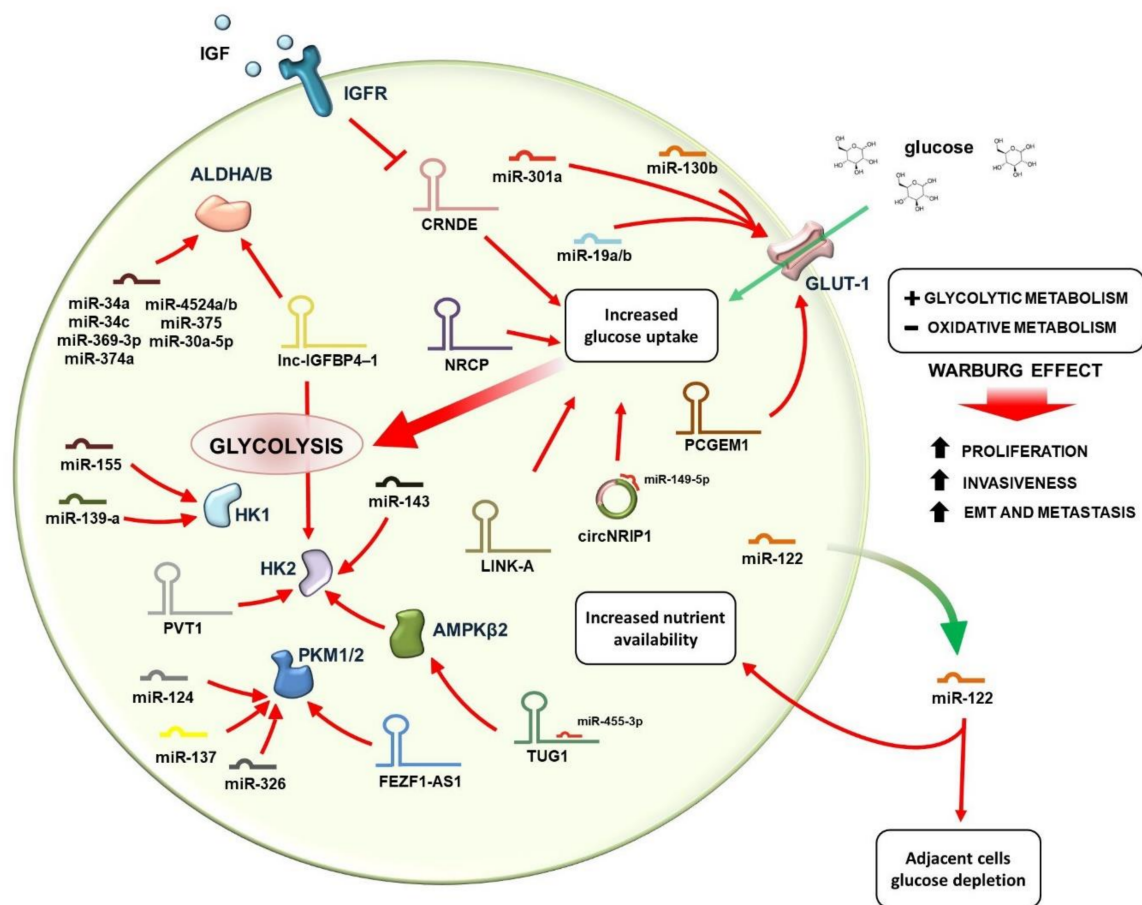 IGF
IGFR
ALDHA/B
CRNDE
miR-301a
miR-130b
miR-19a/b
glucose
GLUT-1
miR-34a
miR-34c
miR-369-3p
miR-374a
miR-4524a/b
miR-375
miR-30a-5p
lnc-IGFBP4–1
NRCP
Increased
glucose uptake
PCGEM1
+ GLYCOLYTIC METABOLISM
− OXIDATIVE METABOLISM
WARBURG EFFECT
PROLIFERATION
INVASIVENESS
EMT AND METASTASIS
GLYCOLYSIS
miR-155
miR-139-a
HK1
miR-143
LINK-A
miR-149-5p
circNRIP1
miR-122
HK2
PVT1
AMPKβ2
Increased nutrient
availability
PKM1/2
miR-124
miR-137
miR-326
FEZF1-AS1
miR-455-3p
TUG1
miR-122
Adjacent cells
glucose depletion